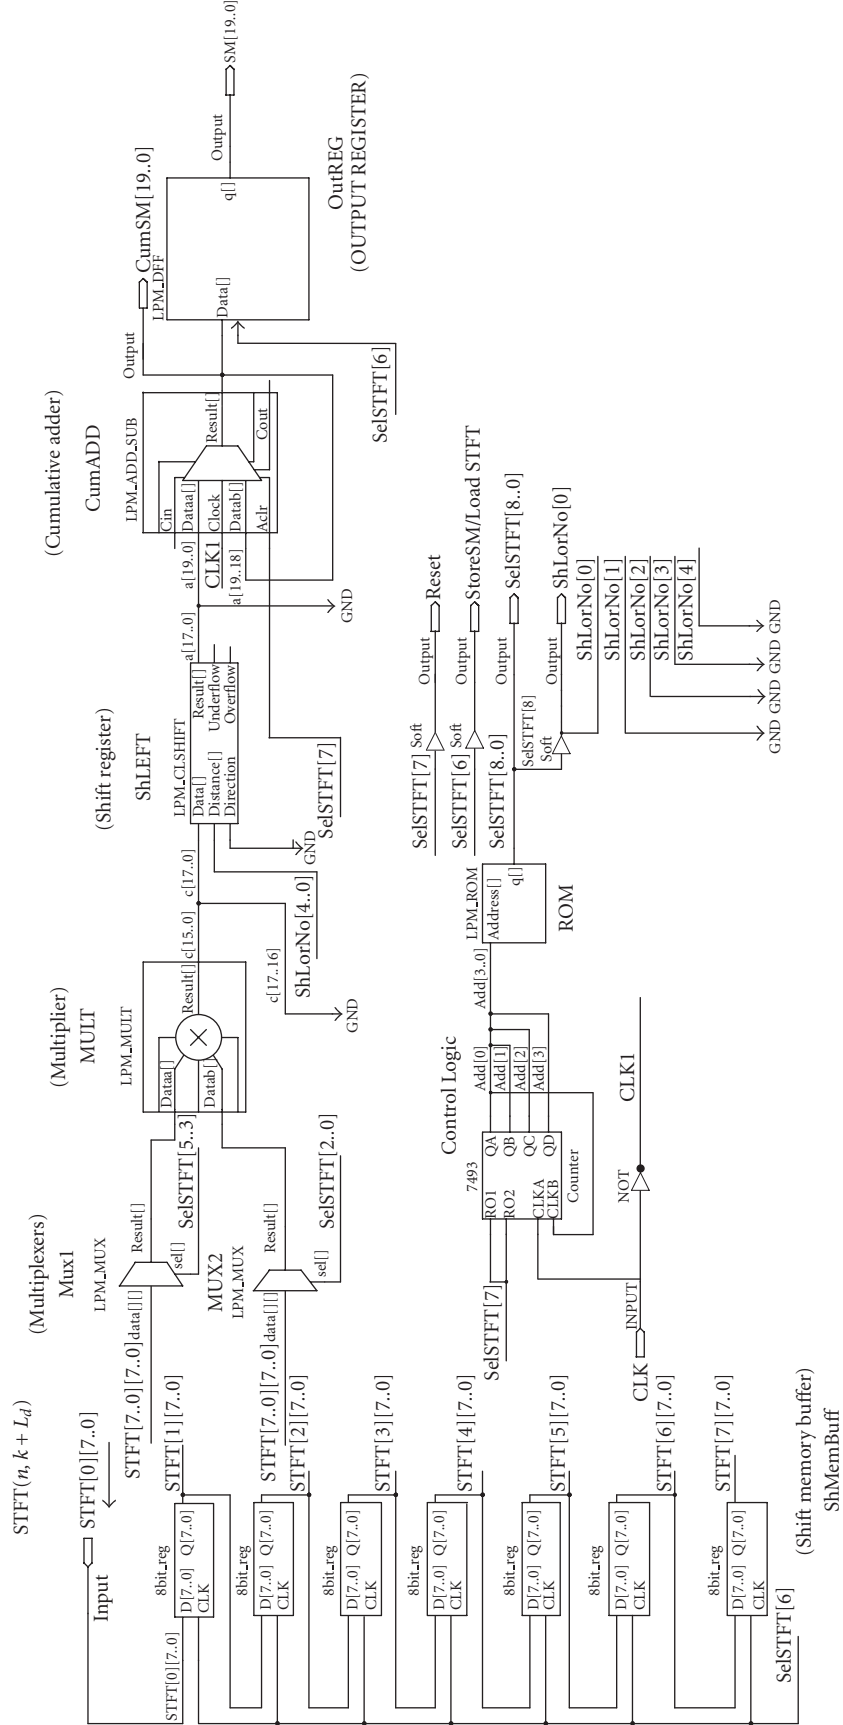 STFT(n, k + L_d)
STFT[0][7..0]
Input
STFT[0][7..0]
8bit_reg
D[7..0] Q[7..0]
CLK
STFT[1][7..0]
8bit_reg
D[7..0] Q[7..0]
CLK
STFT[2][7..0]
8bit_reg
D[7..0] Q[7..0]
CLK
STFT[3][7..0]
8bit_reg
D[7..0] Q[7..0]
CLK
STFT[4][7..0]
8bit_reg
D[7..0] Q[7..0]
CLK
STFT[5][7..0]
8bit_reg
D[7..0] Q[7..0]
CLK
STFT[6][7..0]
8bit_reg
D[7..0] Q[7..0]
CLK
STFT[7][7..0]
SelSTFT[6]
(Shift memory buffer)
ShMemBuff
(Multiplexers)
Mux1
LPM_MUX
STFT[7..0][7..0]
data[][]
Result[]
sel[]
SelSTFT[5..3]
MUX2
LPM_MUX
STFT[7..0][7..0]
data[][]
Result[]
sel[]
SelSTFT[2..0]
(Multiplier)
MULT
LPM_MULT
Dataa[]
Datab[]
Result[]
c[15..0]
c[17..0]
c[17..16]
GND
ShLorNo[4..0]
(Shift register)
ShLEFT
LPM_CLSHIFT
Data[]
Distance[]
Direction
Result[]
Underflow
Overflow
GND
SelSTFT[7]
a[17..0]
a[19..0]
CLK1
a[19..18]
GND
(Cumulative adder)
CumADD
LPM_ADD_SUB
Cin
Dataa[]
Clock
Datab[]
Aclr
Result[]
Cout
Output
CumSM[19..0]
LPM_DFF
Data[]
q[]
Output
SM[19..0]
OutREG
(OUTPUT REGISTER)
SelSTFT[6]
Control Logic
7493
RO1
RO2
CLKA
CLKB
QA
QB
QC
QD
Counter
SelSTFT[7]
CLK
INPUT
NOT
CLK1
Add[0]
Add[1]
Add[2]
Add[3]
Add[3..0]
LPM_ROM
Address[]
q[]
ROM
SelSTFT[7]
Soft
Output
Reset
SelSTFT[6]
Soft
Output
StoreSM/Load STFT
SelSTFT[8..0]
Output
SelSTFT[8..0]
SelSTFT[8]
Soft
Output
ShLorNo[0]
ShLorNo[0]
ShLorNo[1]
ShLorNo[2]
ShLorNo[3]
ShLorNo[4]
GND
GND
GND
GND